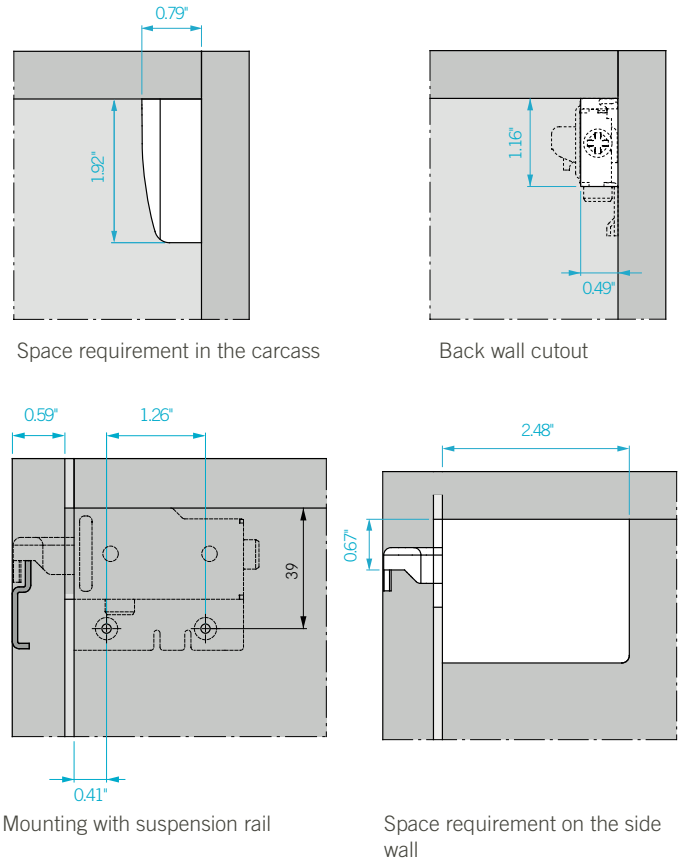 0.79"
1.92"
1.16"
0.49"
Space requirement in the carcass
Back wall cutout
0.59"
1.26"
39
0.41"
2.48"
0.67"
Mounting with suspension rail
Space requirement on the side
wall